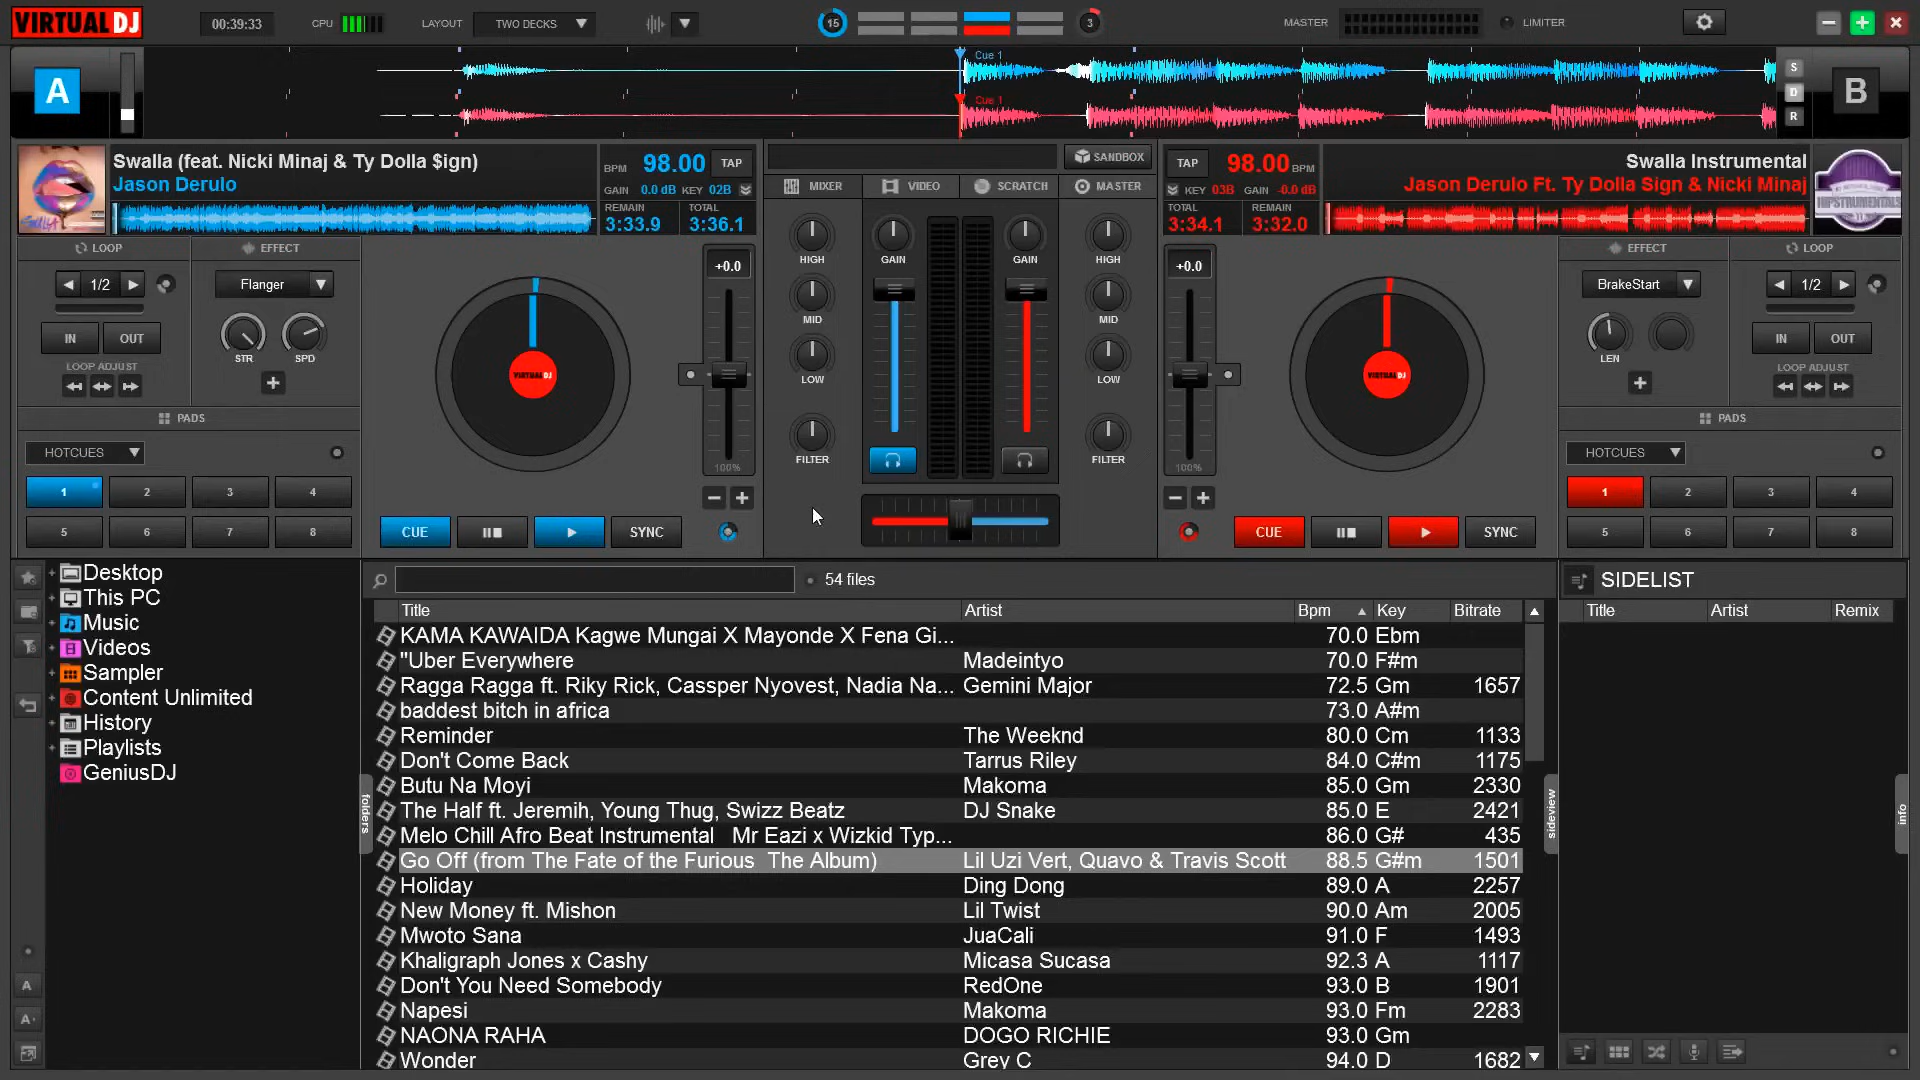 VIRTUAL DJ
00:39:33
CPU
LAYOUT
TWO DECKS
15
3
MASTER
LIMITER
A
Cue 1
Cue 1
S
D
R
B
Swalla (feat. Nicki Minaj & Ty Dolla $ign)
Jason Derulo
BPM 98.00 TAP
GAIN 0.0 dB KEY 02B
REMAIN 3:33.9
TOTAL 3:36.1
SANDBOX
MIXER VIDEO SCRATCH MASTER
TAP 98.00 BPM
KEY 03B GAIN -0.0 dB
TOTAL 3:34.1
REMAIN 3:32.0
Swalla Instrumental
Jason Derulo Ft. Ty Dolla Sign & Nicki Minaj
LOOP
1/2
IN OUT
LOOP ADJUST
EFFECT
Flanger
STR SPD
PADS
HOTCUES
1 2 3 4
5 6 7 8
VIRTUAL DJ
+0.0
100%
CUE SYNC
HIGH GAIN GAIN HIGH
MID MID
LOW LOW
FILTER FILTER
+0.0
100%
VIRTUAL DJ
CUE SYNC
EFFECT
BrakeStart
LEN
LOOP
1/2
IN OUT
LOOP ADJUST
PADS
HOTCUES
1 2 3 4
5 6 7 8
Desktop
This PC
Music
Videos
Sampler
Content Unlimited
History
Playlists
GeniusDJ
A
A
folders
54 files
Title Artist Bpm Key Bitrate
KAMA KAWAIDA Kagwe Mungai X Mayonde X Fena Gi... 70.0 Ebm
"Uber Everywhere Madeintyo 70.0 F#m
Ragga Ragga ft. Riky Rick, Cassper Nyovest, Nadia Na... Gemini Major 72.5 Gm 1657
baddest bitch in africa 73.0 A#m
Reminder The Weeknd 80.0 Cm 1133
Don't Come Back Tarrus Riley 84.0 C#m 1175
Butu Na Moyi Makoma 85.0 Gm 2330
The Half ft. Jeremih, Young Thug, Swizz Beatz DJ Snake 85.0 E 2421
Melo Chill Afro Beat Instrumental Mr Eazi x Wizkid Typ... 86.0 G# 435
Go Off (from The Fate of the Furious The Album) Lil Uzi Vert, Quavo & Travis Scott 88.5 G#m 1501
Holiday Ding Dong 89.0 A 2257
New Money ft. Mishon Lil Twist 90.0 Am 2005
Mwoto Sana JuaCali 91.0 F 1493
Khaligraph Jones x Cashy Micasa Sucasa 92.3 A 1117
Don't You Need Somebody RedOne 93.0 B 1901
Napesi Makoma 93.0 Fm 2283
NAONA RAHA DOGO RICHIE 93.0 Gm
Wonder Grey C 94.0 D 1682
sideview
SIDELIST
Title Artist Remix
info